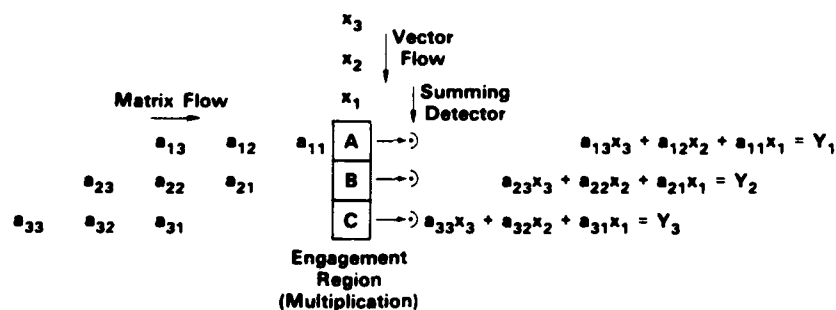 x₃
Vector
Flow
x₂
x₁
Matrix Flow
Summing
Detector
a₁₃ a₁₂ a₁₁ A a₁₃x₃ + a₁₂x₂ + a₁₁x₁ = Y₁
a₂₃ a₂₂ a₂₁ B a₂₃x₃ + a₂₂x₂ + a₂₁x₁ = Y₂
a₃₃ a₃₂ a₃₁ C a₃₃x₃ + a₃₂x₂ + a₃₁x₁ = Y₃
Engagement
Region
(Multiplication)